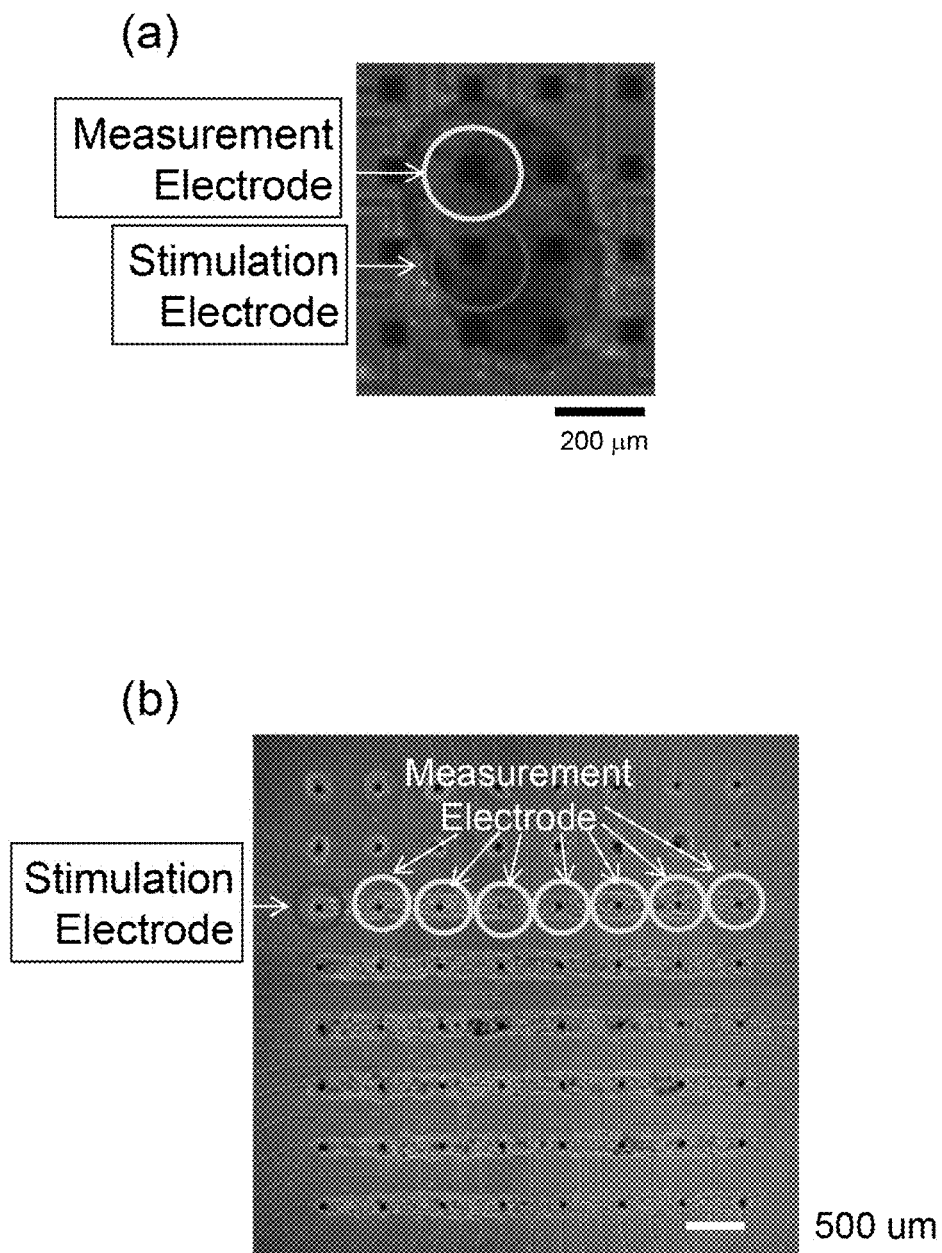 (a)
Measurement
Electrode
Stimulation
Electrode
200 μm
(b)
Measurement
Electrode
Stimulation
Electrode
500 um